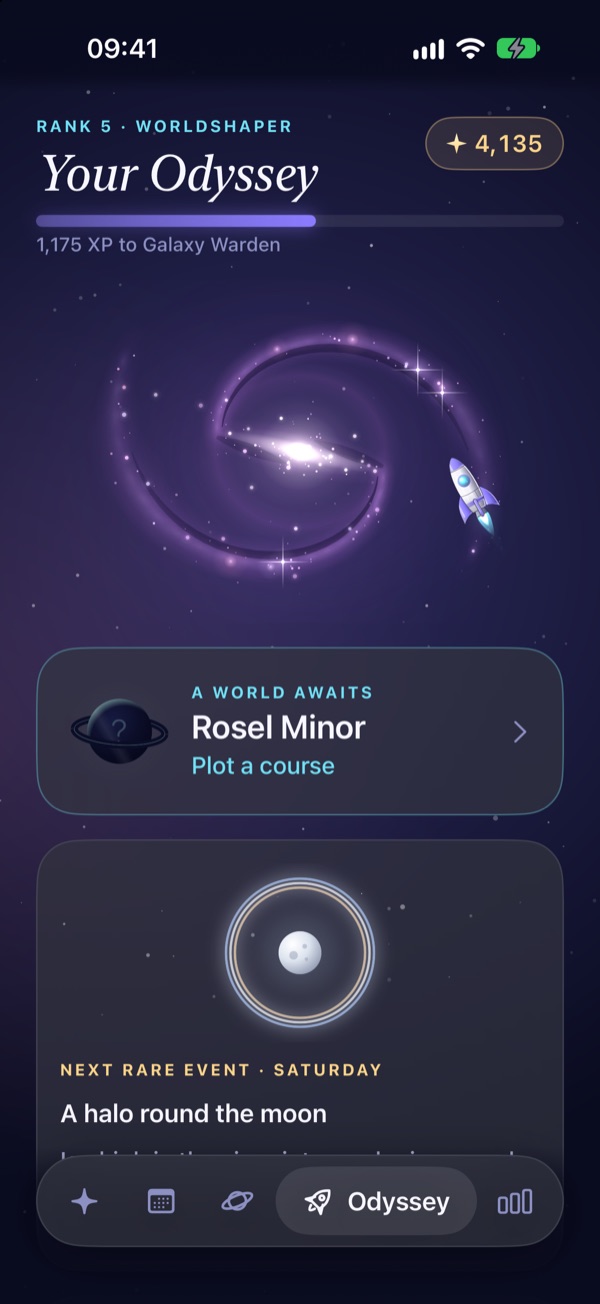 09:41
RANK 5 · WORLDSHAPER
Your Odyssey
4,135
1,175 XP to Galaxy Warden
A WORLD AWAITS
?
Rosel Minor
Plot a course
NEXT RARE EVENT · SATURDAY
A halo round the moon
Odyssey